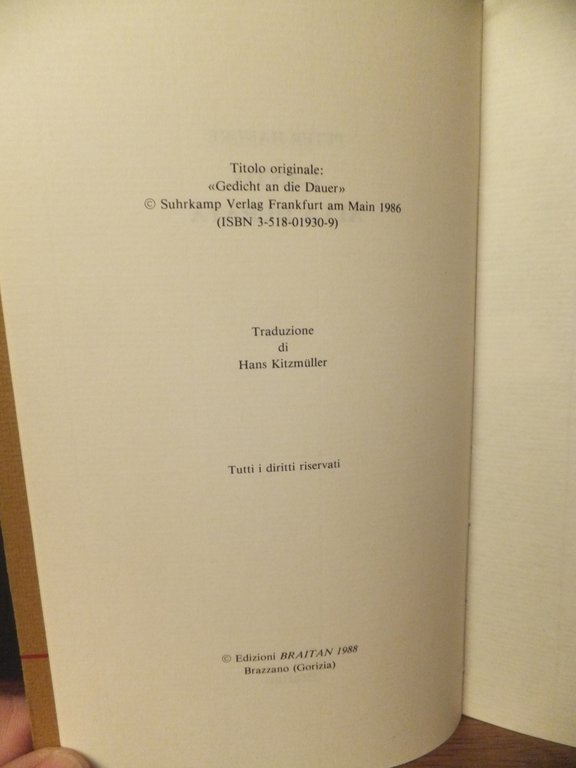 Titolo originale:
«Gedicht an die Dauer»
© Suhrkamp Verlag Frankfurt am Main 1986
(ISBN 3-518-01930-9)
Traduzione
di
Hans Kitzmüller
Tutti i diritti riservati
© Edizioni BRAITAN 1988
Brazzano (Gorizia)